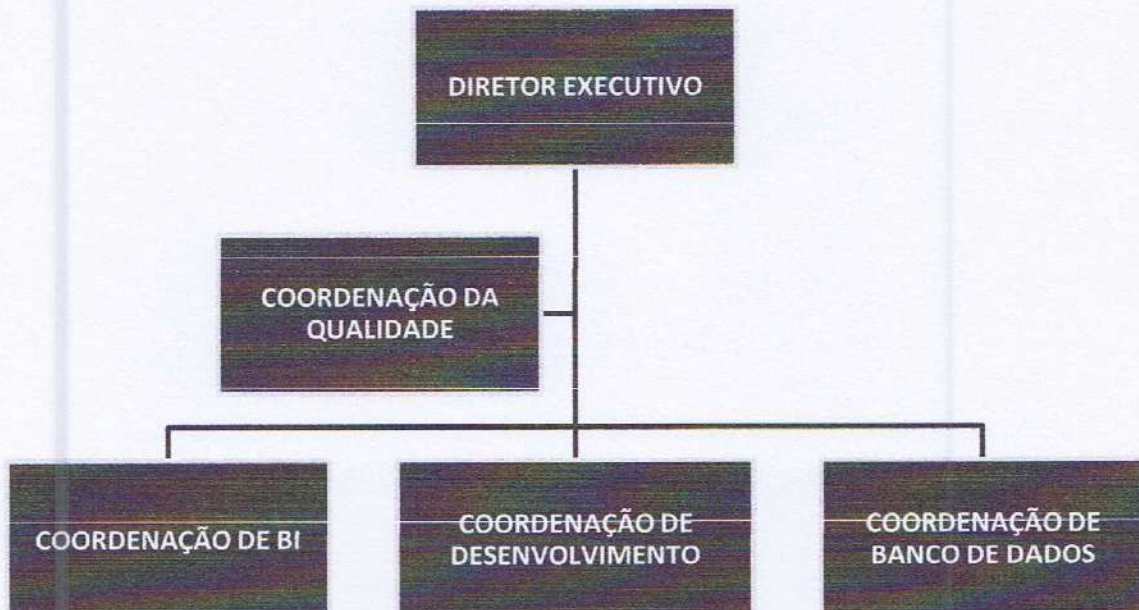 DIRETOR EXECUTIVO
COORDENAÇÃO DA
QUALIDADE
COORDENAÇÃO DE BI
COORDENAÇÃO DE
DESENVOLVIMENTO
COORDENAÇÃO DE
BANCO DE DADOS